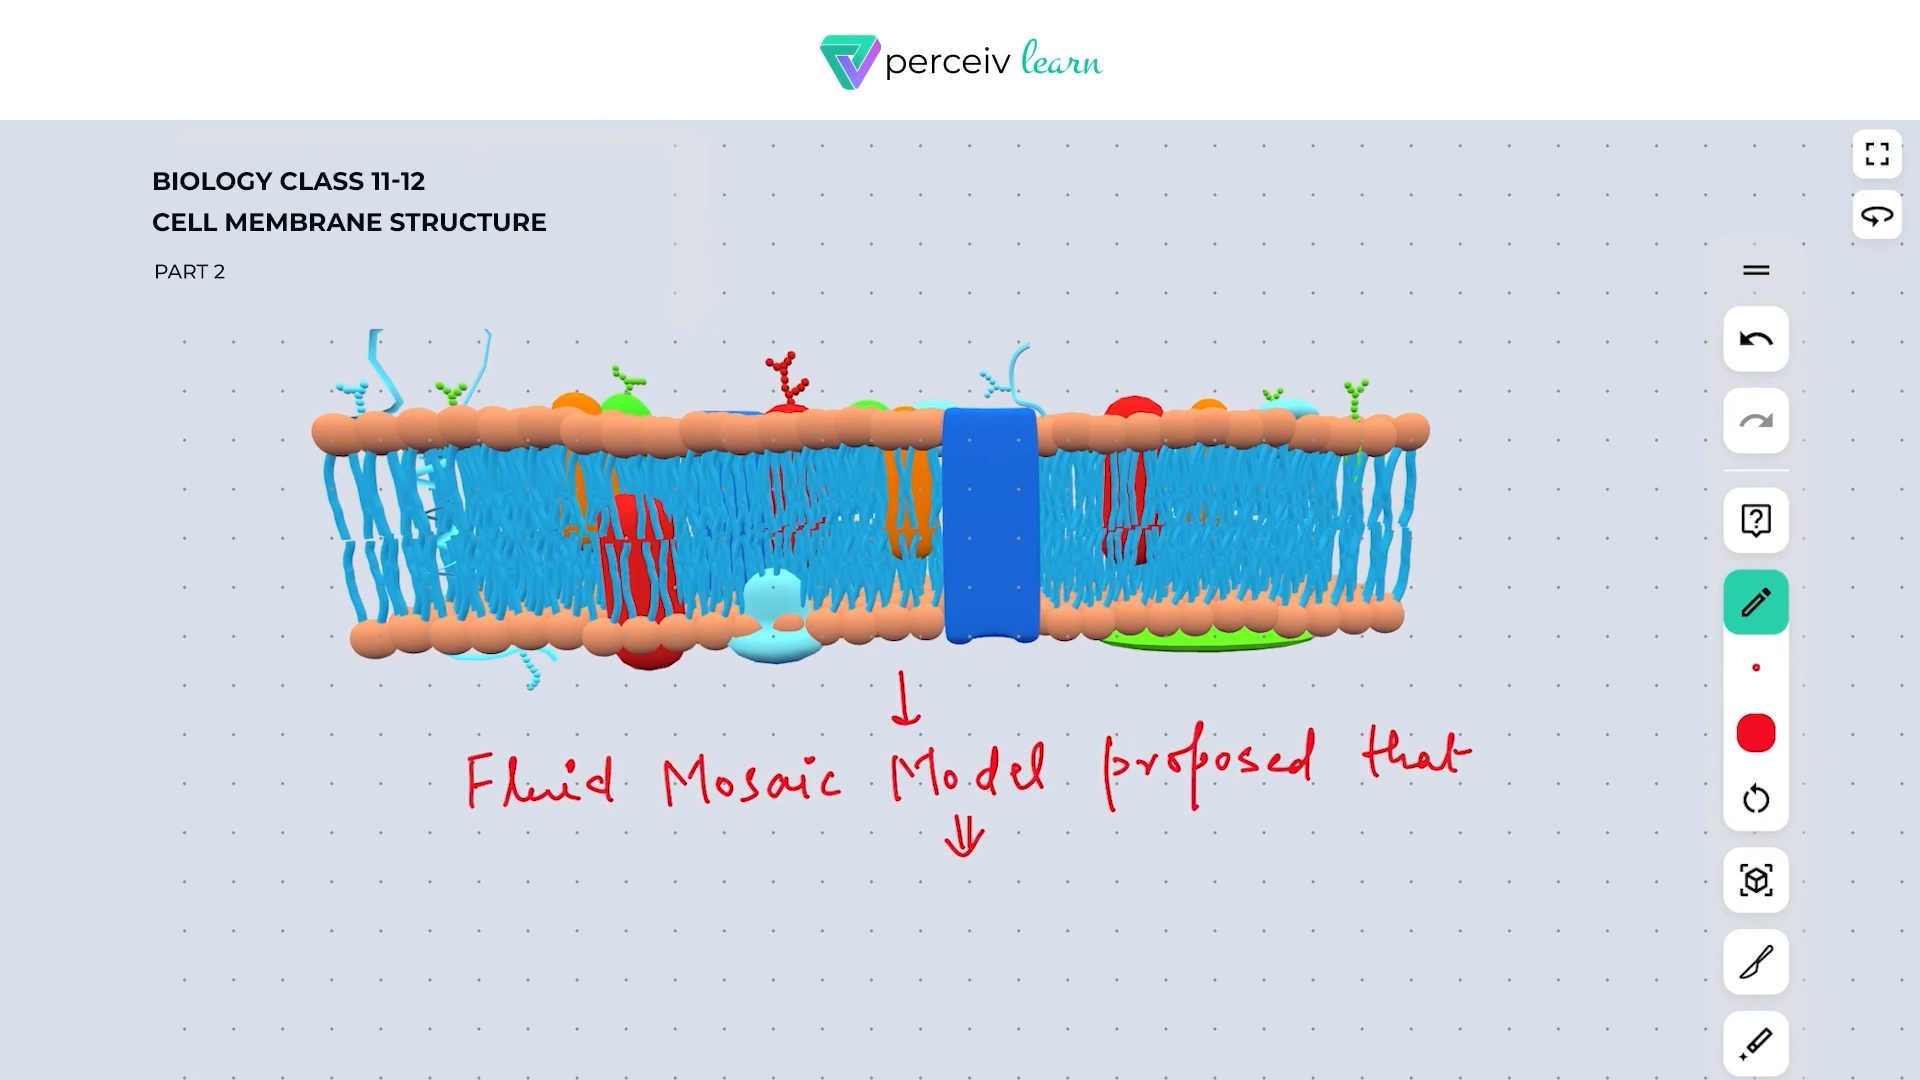 perceiv learn
BIOLOGY CLASS 11-12
CELL MEMBRANE STRUCTURE
PART 2
Fluid Mosaic Model proposed that